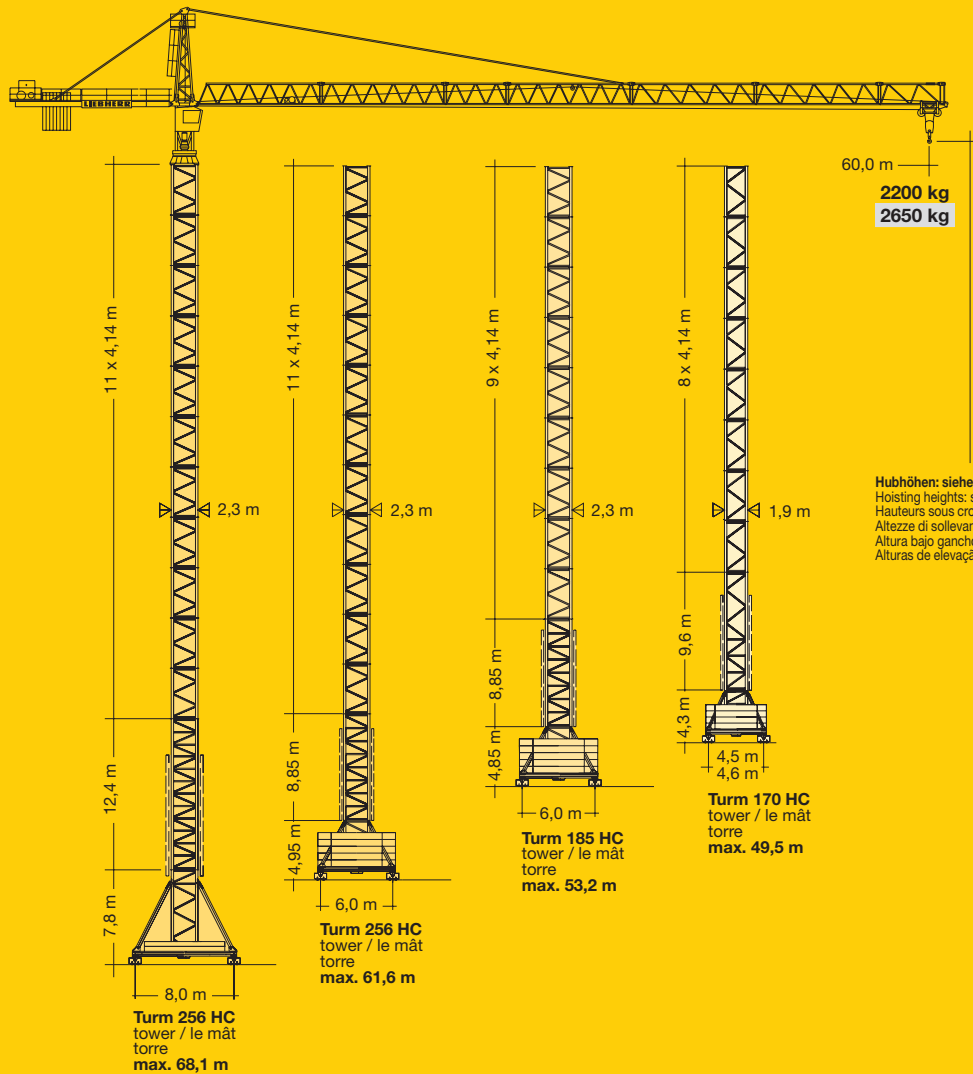 LIEBHERR
60,0 m
2200 kg
2650 kg
11 x 4,14 m
2,3 m
12,4 m
7,8 m
8,0 m
Turm 256 HC
tower / le mât
torre
max. 68,1 m
11 x 4,14 m
2,3 m
8,85 m
4,95 m
6,0 m
Turm 256 HC
tower / le mât
torre
max. 61,6 m
9 x 4,14 m
2,3 m
8,85 m
4,85 m
6,0 m
Turm 185 HC
tower / le mât
torre
max. 53,2 m
8 x 4,14 m
1,9 m
9,6 m
4,3 m
4,5 m
4,6 m
Turm 170 HC
tower / le mât
torre
max. 49,5 m
Hubhöhen: siehe
Hoisting heights:
Hauteurs sous
Altezze di
Altura bajo
Alturas de